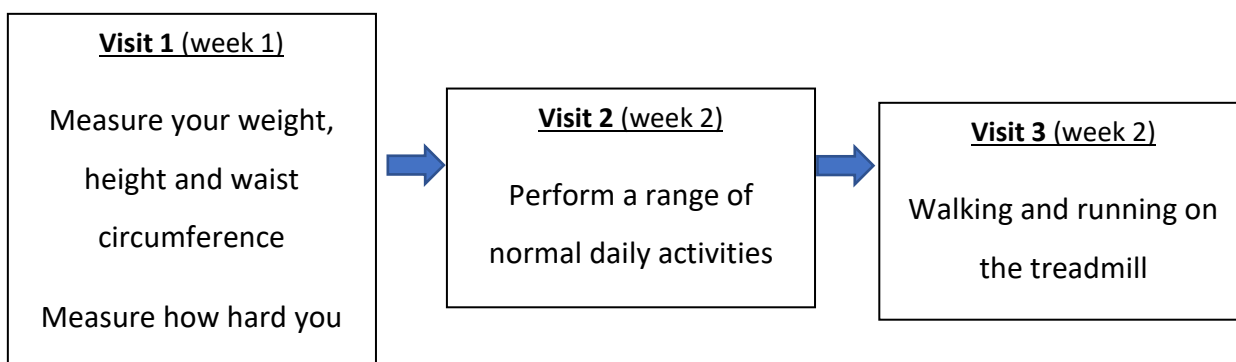 Visit 1 (week 1)
Measure your weight,
height and waist
circumference
Measure how hard you
Visit 2 (week 2)
Perform a range of
normal daily activities
Visit 3 (week 2)
Walking and running on
the treadmill